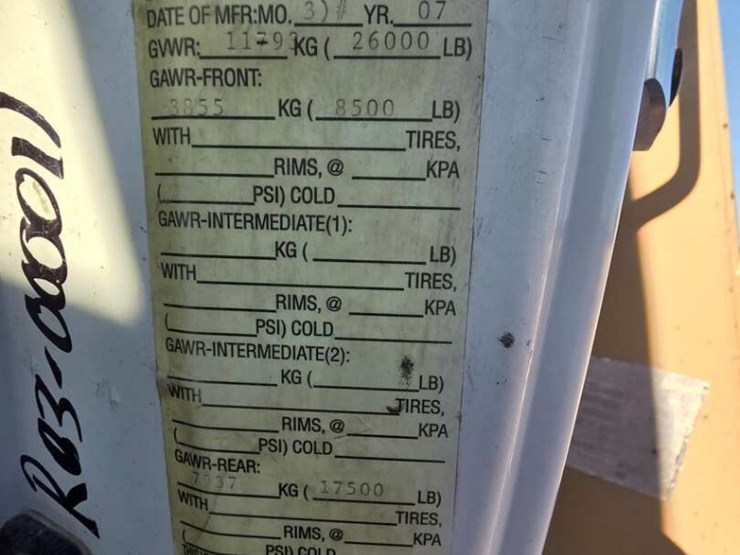 DATE OF MFR:MO. 3) YR. 07
GVWR: 11793 KG ( 26000 LB)
GAWR-FRONT:
3855 KG ( 8500 LB)
WITH TIRES,
RIMS, @ KPA
( PSI) COLD
GAWR-INTERMEDIATE(1):
KG ( LB)
WITH TIRES,
RIMS, @ KPA
( PSI) COLD
GAWR-INTERMEDIATE(2):
KG ( LB)
WITH TIRES,
RIMS, @ KPA
( PSI) COLD
GAWR-REAR:
7937 KG ( 17500 LB)
WITH TIRES,
RIMS, @ KPA
( PSI) COLD